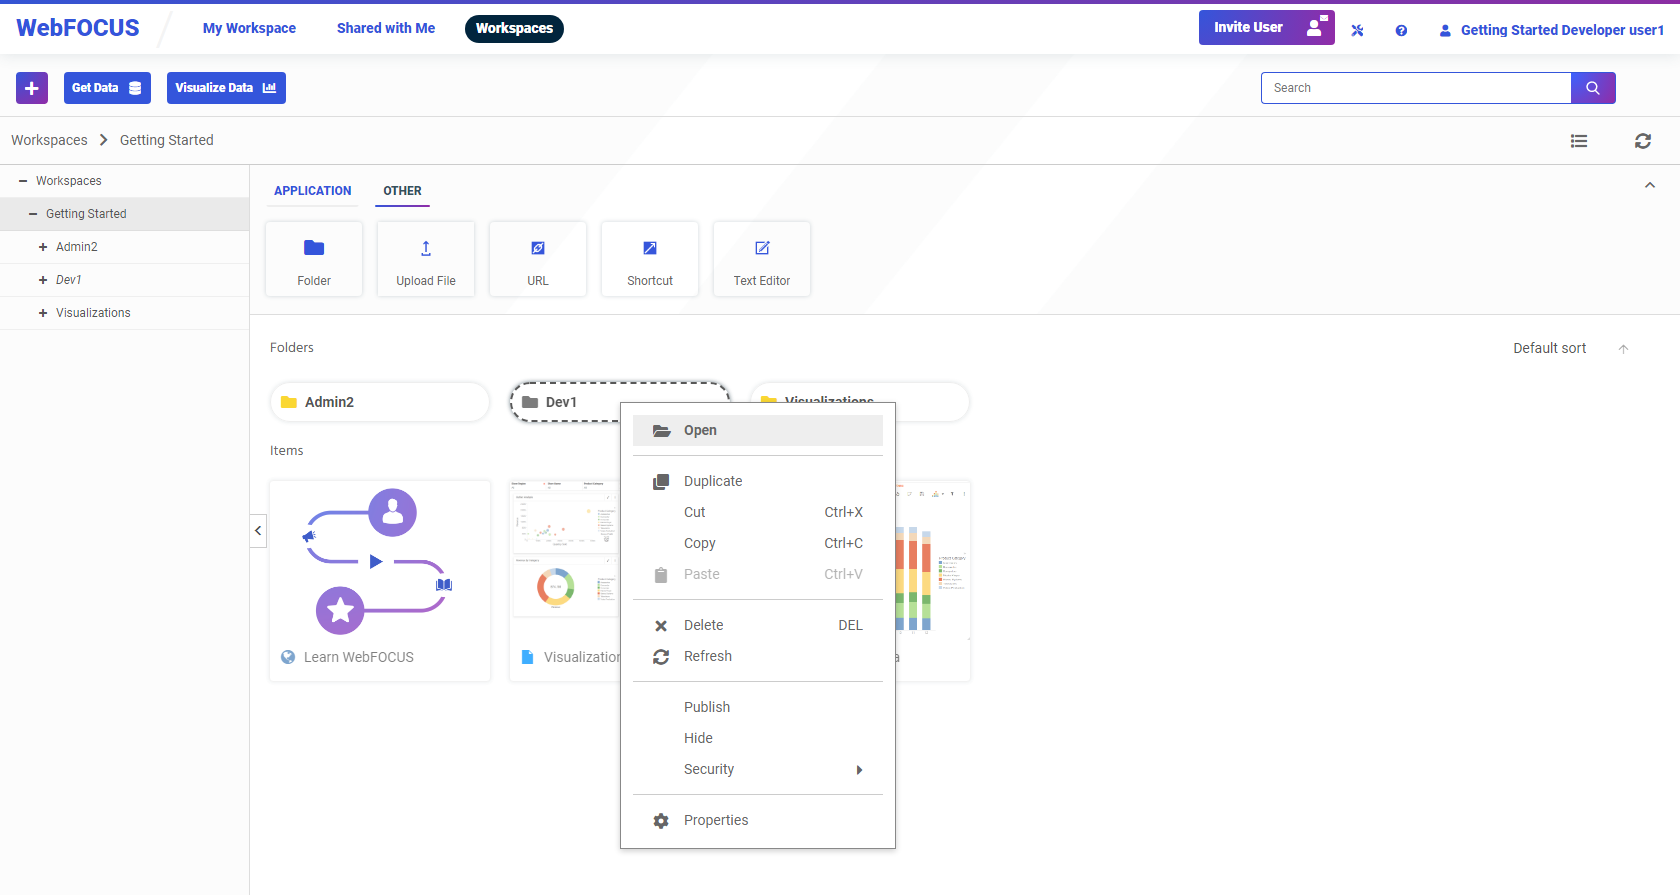 WebFOCUS
My Workspace
Shared with Me
Workspaces
Invite User
Getting Started Developer user1
Get Data
Visualize Data
Search
Workspaces
Getting Started
Workspaces
Getting Started
Admin2
Dev1
Visualizations
APPLICATION
OTHER
Folder
Upload File
URL
Shortcut
Text Editor
Folders
Default sort
Admin2
Dev1
Visualizations
Items
Learn WebFOCUS
Open
Duplicate
Cut Ctrl+X
Copy Ctrl+C
Paste Ctrl+V
Delete DEL
Refresh
Publish
Hide
Security
Properties